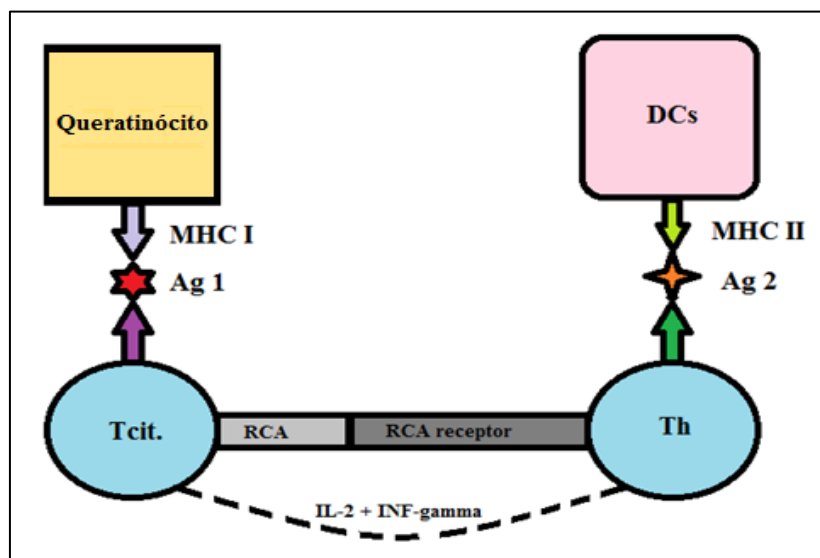 Queratinócito
DCs
MHC I
MHC II
Ag 1
Ag 2
Tcit.
RCA
RCA receptor
Th
IL-2 + INF-gamma